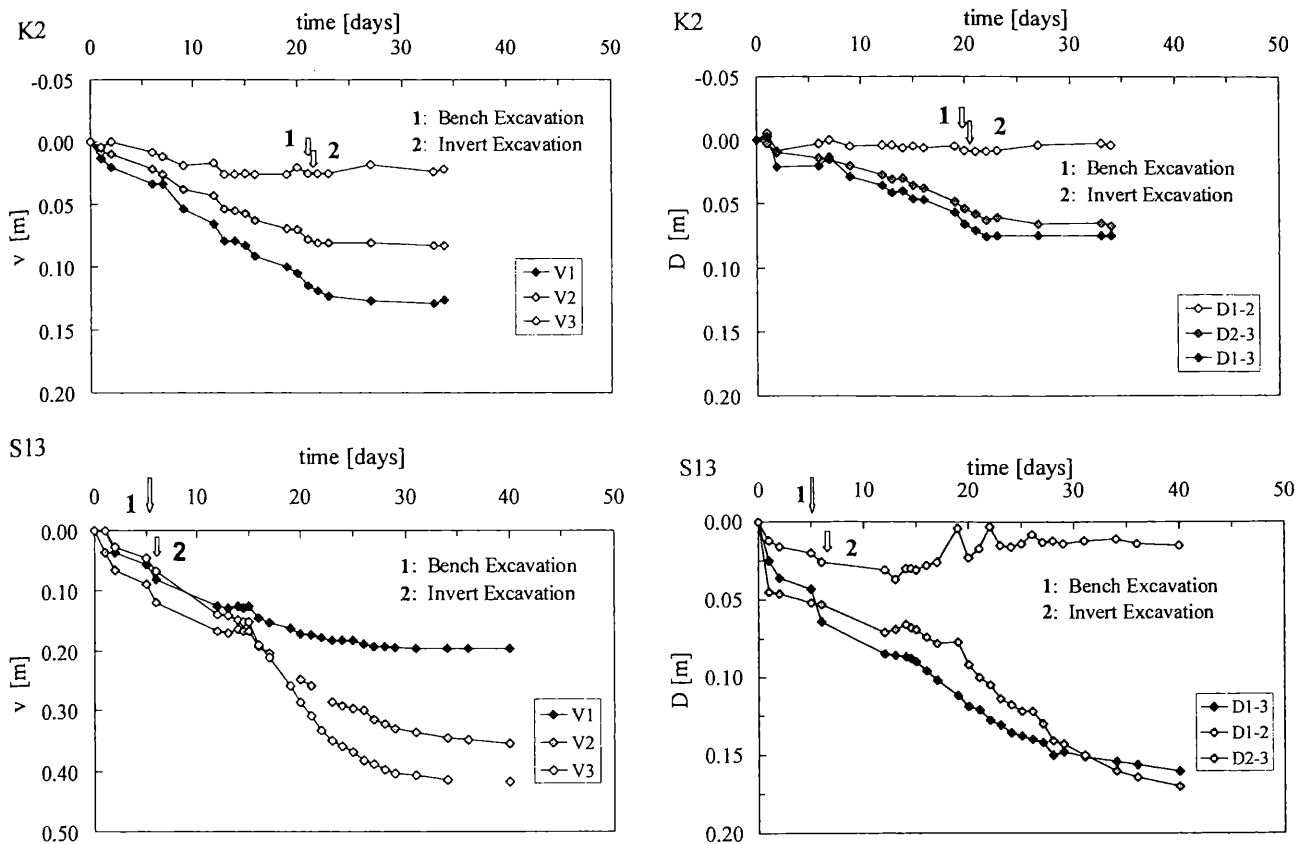 K2
time [days]
0 10 20 30 40 50
-0.05
0.00
0.05
0.10
0.15
0.20
v [m]
1
2
1: Bench Excavation
2: Invert Excavation
V1
V2
V3
time [days]
K2
0 10 20 30 40 50
-0.05
0.00
0.05
0.10
0.15
0.20
D [m]
1
2
1: Bench Excavation
2: Invert Excavation
D1-2
D2-3
D1-3
S13
time [days]
0 10 20 30 40 50
1
0.00
0.10
0.20
0.30
0.40
0.50
v [m]
2
1: Bench Excavation
2: Invert Excavation
V1
V2
V3
S13
time [days]
0 10 20 30 40 50
1
0.00
0.05
0.10
0.15
0.20
D [m]
2
1: Bench Excavation
2: Invert Excavation
D1-3
D1-2
D2-3